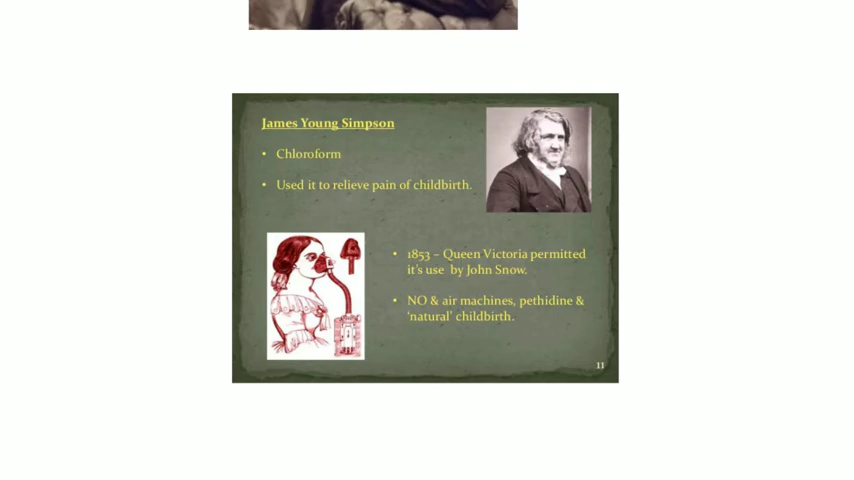 James Young Simpson
• Chloroform
• Used it to relieve pain of childbirth.
• 1853 – Queen Victoria permitted
it's use by John Snow.
• NO & air machines, pethidine &
'natural' childbirth.
11